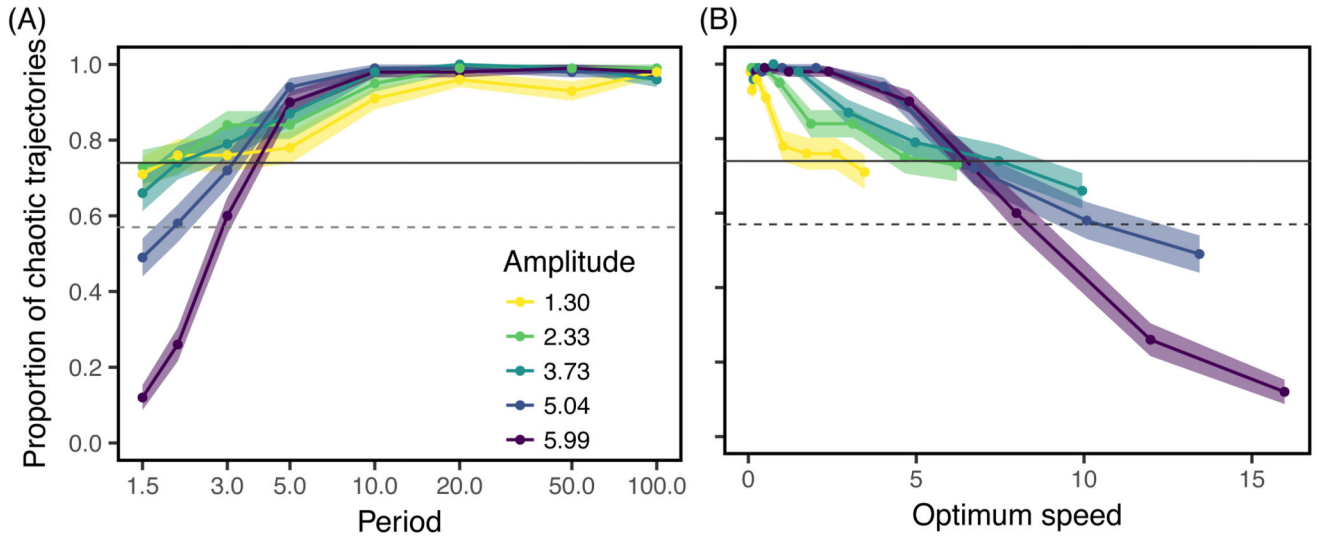 (A)
(B)
Proportion of chaotic trajectories
1.0
0.8
0.6
0.4
0.2
0.0
Amplitude
1.30
2.33
3.73
5.04
5.99
1.5 3.0 5.0 10.0 20.0 50.0 100.0
Period
0 5 10 15
Optimum speed